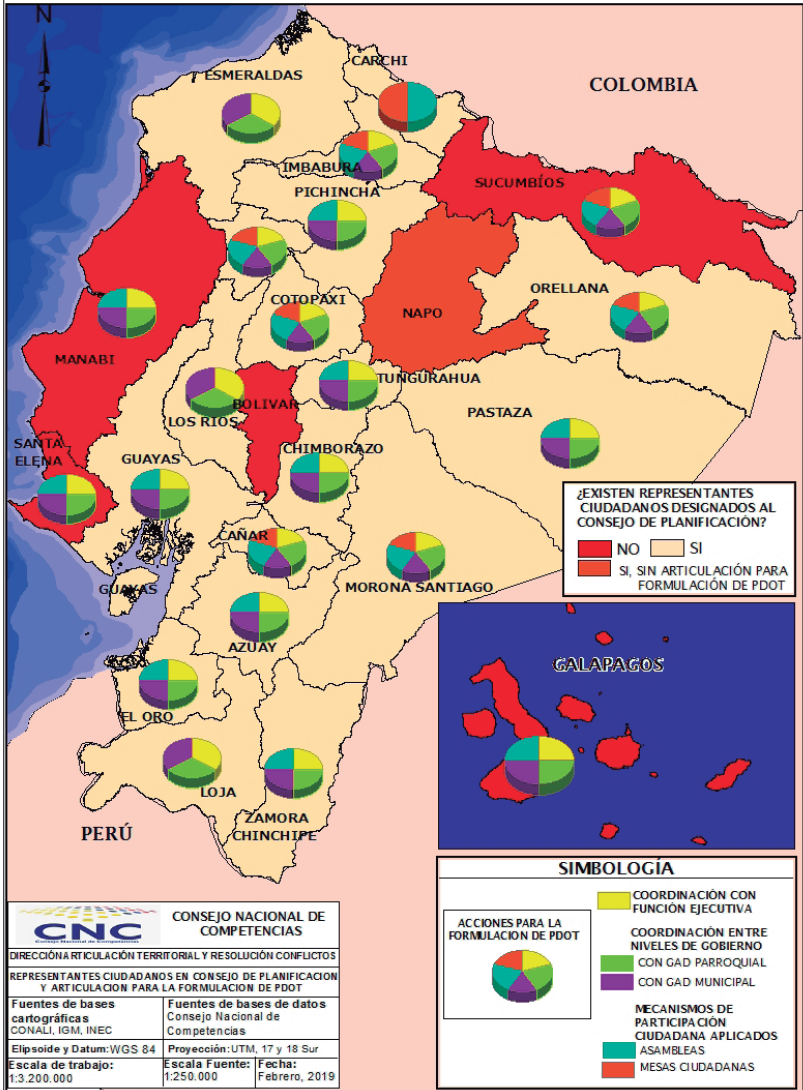 N
CARCHI
ESMERALDAS
COLOMBIA
IMBABURA
SUCUMBÍOS
PICHINCHA
ORELLANA
COTOPAXI
NAPO
MANABI
TUNGURAHUA
BOLIVAR
PASTAZA
LOS RIOS
SANTA
ELENA
GUAYAS
CHIMBORAZO
¿EXISTEN REPRESENTANTES
CIUDADANOS DESIGNADOS AL
CONSEJO DE PLANIFICACIÓN?
NO
SI
SI, SIN ARTICULACIÓN PARA
FORMULACIÓN DE PDOT
CAÑAR
GUAYAS
MORONA SANTIAGO
AZUAY
GALAPAGOS
EL ORO
LOJA
ZAMORA
CHINCHIPE
PERÚ
SIMBOLOGÍA
ACCIONES PARA LA
FORMULACION DE PDOT
COORDINACIÓN CON
FUNCIÓN EJECUTIVA
COORDINACIÓN ENTRE
NIVELES DE GOBIERNO
CON GAD PARROQUIAL
CON GAD MUNICIPAL
MECANISMOS DE
PARTICIPACIÓN
CIUDADANA APLICADOS
ASAMBLEAS
MESAS CIUDADANAS
CNC
Consejo Nacional de Competencias
CONSEJO NACIONAL DE
COMPETENCIAS
DIRECCIÓN ARTICULACIÓN TERRITORIAL Y RESOLUCIÓN CONFLICTOS
REPRESENTANTES CIUDADANOS EN CONSEJO DE PLANIFICACION
Y ARTICULACION PARA LA FORMULACION DE PDOT
Fuentes de bases
cartográficas
CONALI, IGM, INEC
Fuentes de bases de datos
Consejo Nacional de
Competencias
Elipsoide y Datum:WGS 84
Proyección:UTM, 17 y 18 Sur
Escala de trabajo:
1:3.200.000
Escala Fuente:
1:250.000
Fecha:
Febrero, 2019